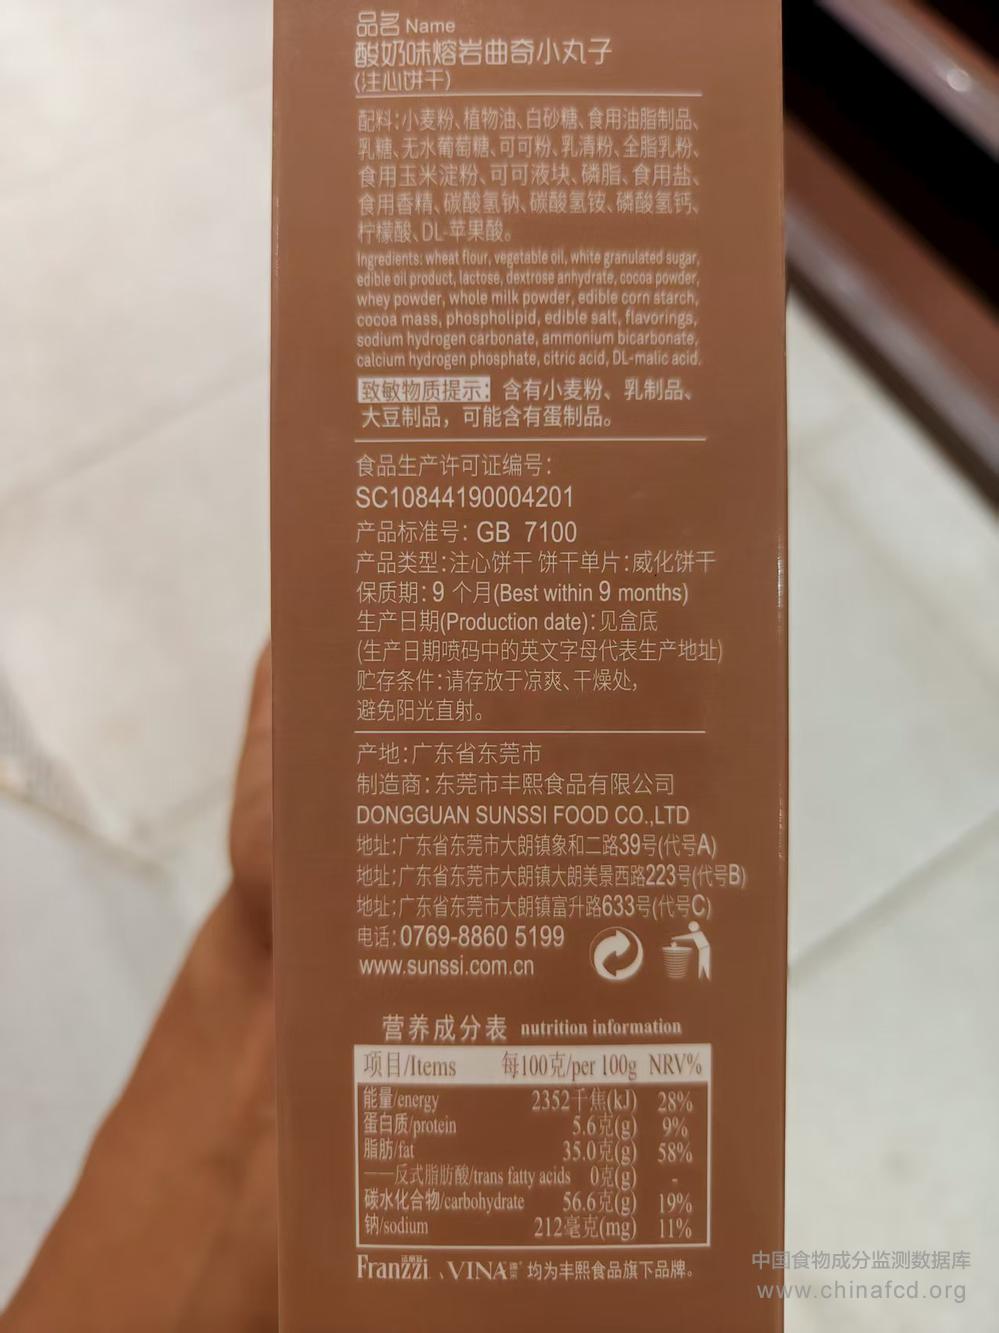 品名 Name
酸奶味熔岩曲奇小丸子
(注心饼干)
配料:小麦粉、植物油、白砂糖、食用油脂制品、
乳糖、无水葡萄糖、可可粉、乳清粉、全脂乳粉、
食用玉米淀粉、可可液块、磷脂、食用盐、
食用香精、碳酸氢钠、碳酸氢铵、磷酸氢钙、
柠檬酸、DL-苹果酸。
Ingredients: wheat flour, vegetable oil, white granulated sugar,
edible oil product, lactose, dextrose anhydrate, cocoa powder,
whey powder, whole milk powder, edible corn starch,
cocoa mass, phospholipid, edible salt, flavorings,
sodium hydrogen carbonate, ammonium bicarbonate,
calcium hydrogen phosphate, citric acid, DL-malic acid.
致敏物质提示: 含有小麦粉、乳制品、
大豆制品，可能含有蛋制品。
食品生产许可证编号:
SC10844190004201
产品标准号: GB 7100
产品类型:注心饼干 饼干单片:威化饼干
保质期:9 个月(Best within 9 months)
生产日期(Production date):见盒底
(生产日期喷码中的英文字母代表生产地址)
贮存条件:请存放于凉爽、干燥处,
避免阳光直射。
产地:广东省东莞市
制造商:东莞市丰熙食品有限公司
DONGGUAN SUNSSI FOOD CO.,LTD
地址:广东省东莞市大朗镇象和二路39号(代号A)
地址:广东省东莞市大朗镇大朗美景西路223号(代号B)
地址:广东省东莞市大朗镇富升路633号(代号C)
电话:0769-8860 5199
www.sunssi.com.cn
营养成分表 nutrition information
项目/Items 每100克/per 100g NRV%
能量/energy 2352千焦(kJ) 28%
蛋白质/protein 5.6克(g) 9%
脂肪/fat 35.0克(g) 58%
——反式脂肪酸/trans fatty acids 0克(g) -
碳水化合物/carbohydrate 56.6克(g) 19%
钠/sodium 212毫克(mg) 11%
Franzzi、VINA 均为丰熙食品旗下品牌。
中国食物成分监测数据库
www.chinafcd.org